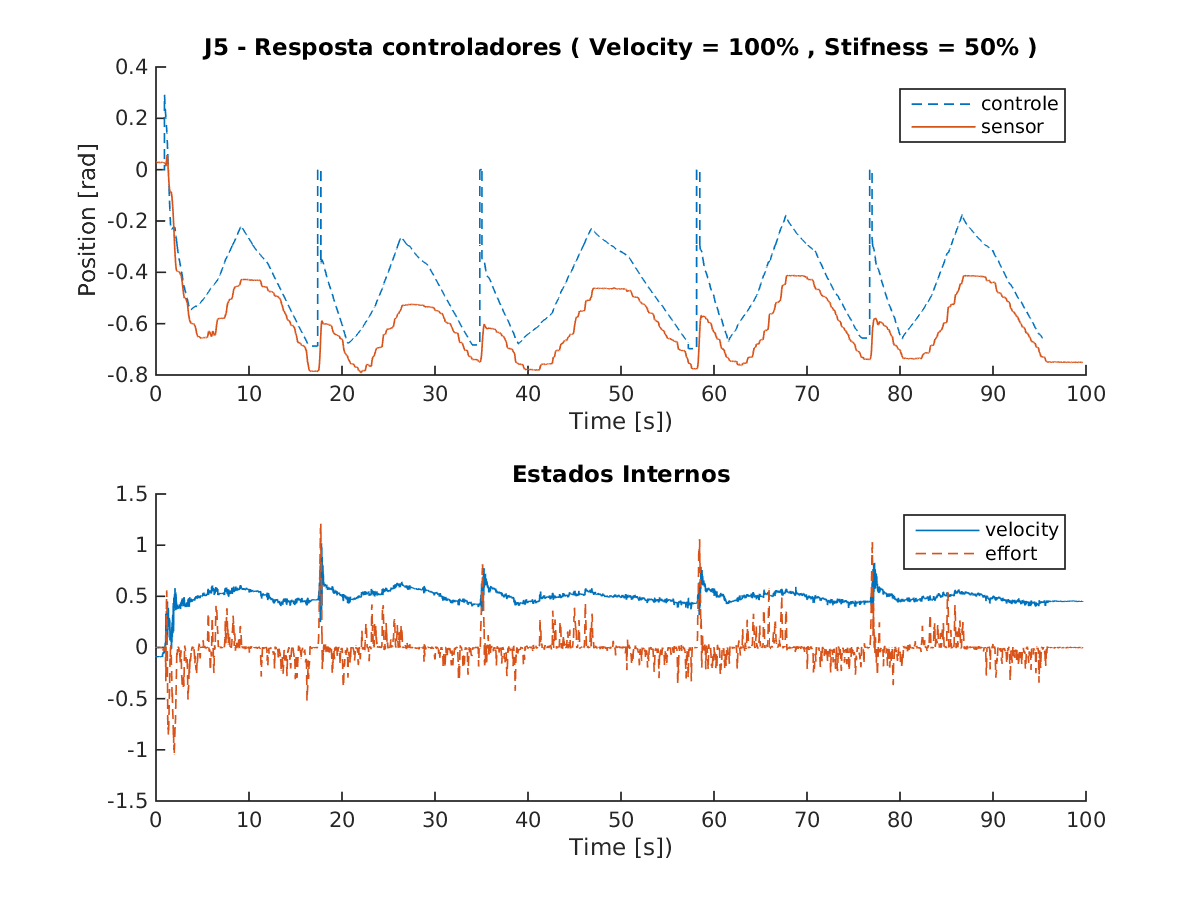 J5 - Resposta controladores ( Velocity = 100% , Stifness = 50% )
0.4
0.2
0
-0.2
-0.4
-0.6
-0.8
Position [rad]
controle
sensor
0 10 20 30 40 50 60 70 80 90 100
Time [s])
Estados Internos
1.5
1
0.5
0
-0.5
-1
-1.5
velocity
effort
0 10 20 30 40 50 60 70 80 90 100
Time [s])